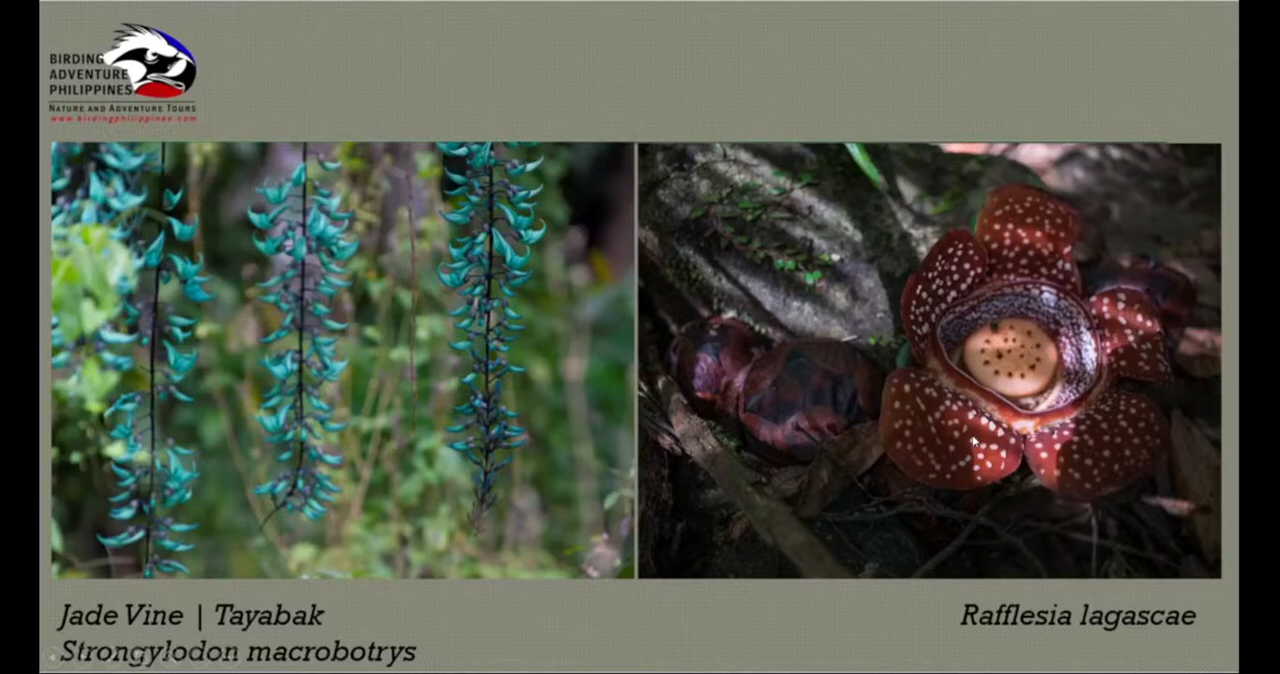 BIRDING
ADVENTURE
PHILIPPINES
NATURE AND ADVENTURE TOURS
www.birdingphilippines.com
Jade Vine | Tayabak
Strongylodon macrobotrys
Rafflesia lagascae